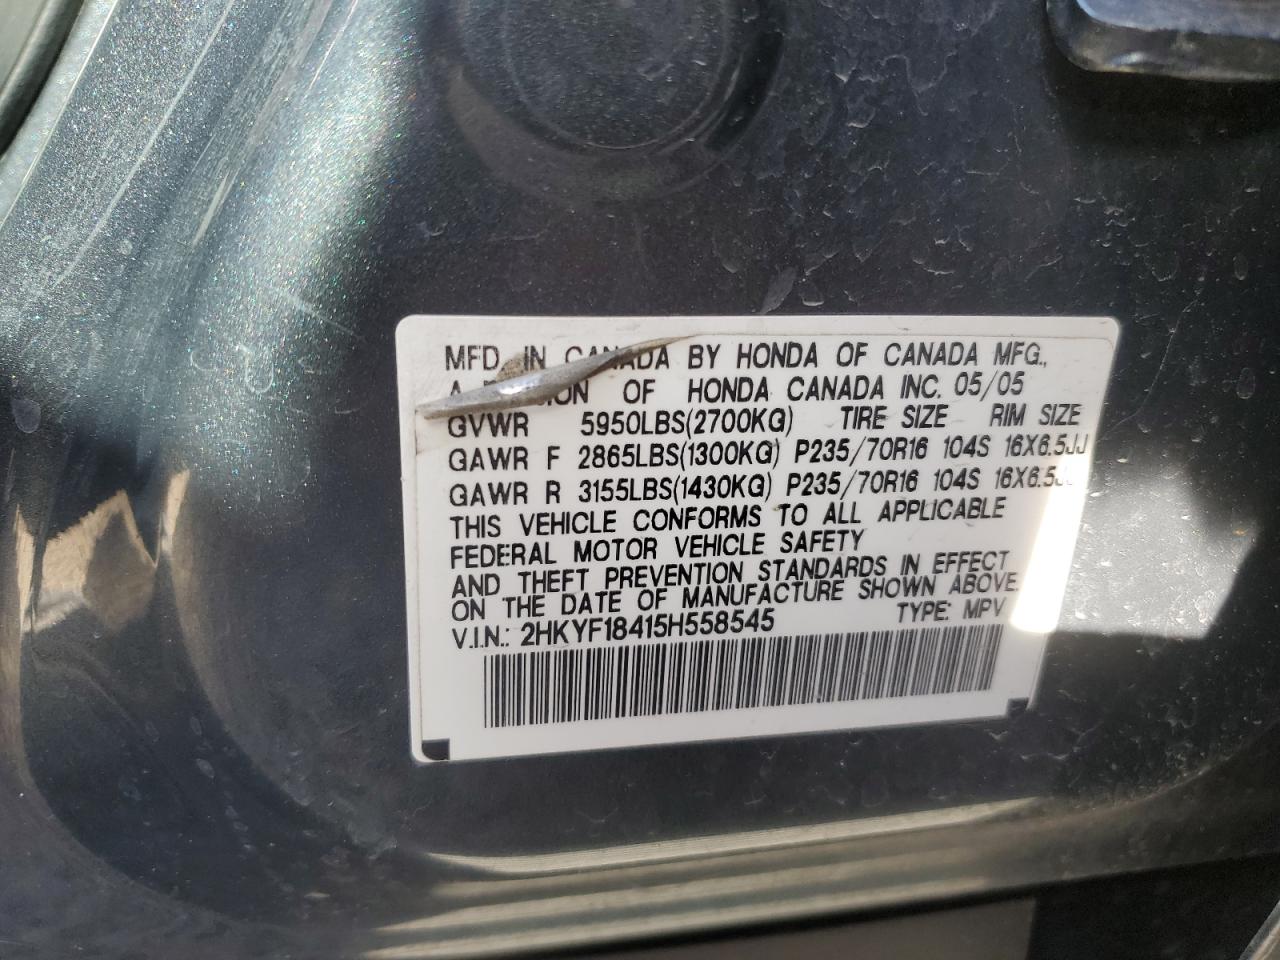 MFD. IN CANADA BY HONDA OF CANADA MFG.,
A DIVISION OF HONDA CANADA INC. 05/05
GVWR 5950LBS(2700KG) TIRE SIZE RIM SIZE
GAWR F 2865LBS(1300KG) P235/70R16 104S 16X6.5JJ
GAWR R 3155LBS(1430KG) P235/70R16 104S 16X6.5JJ
THIS VEHICLE CONFORMS TO ALL APPLICABLE
FEDERAL MOTOR VEHICLE SAFETY
AND THEFT PREVENTION STANDARDS IN EFFECT
ON THE DATE OF MANUFACTURE SHOWN ABOVE.
V.I.N.: 2HKYF18415H558545 TYPE: MPV